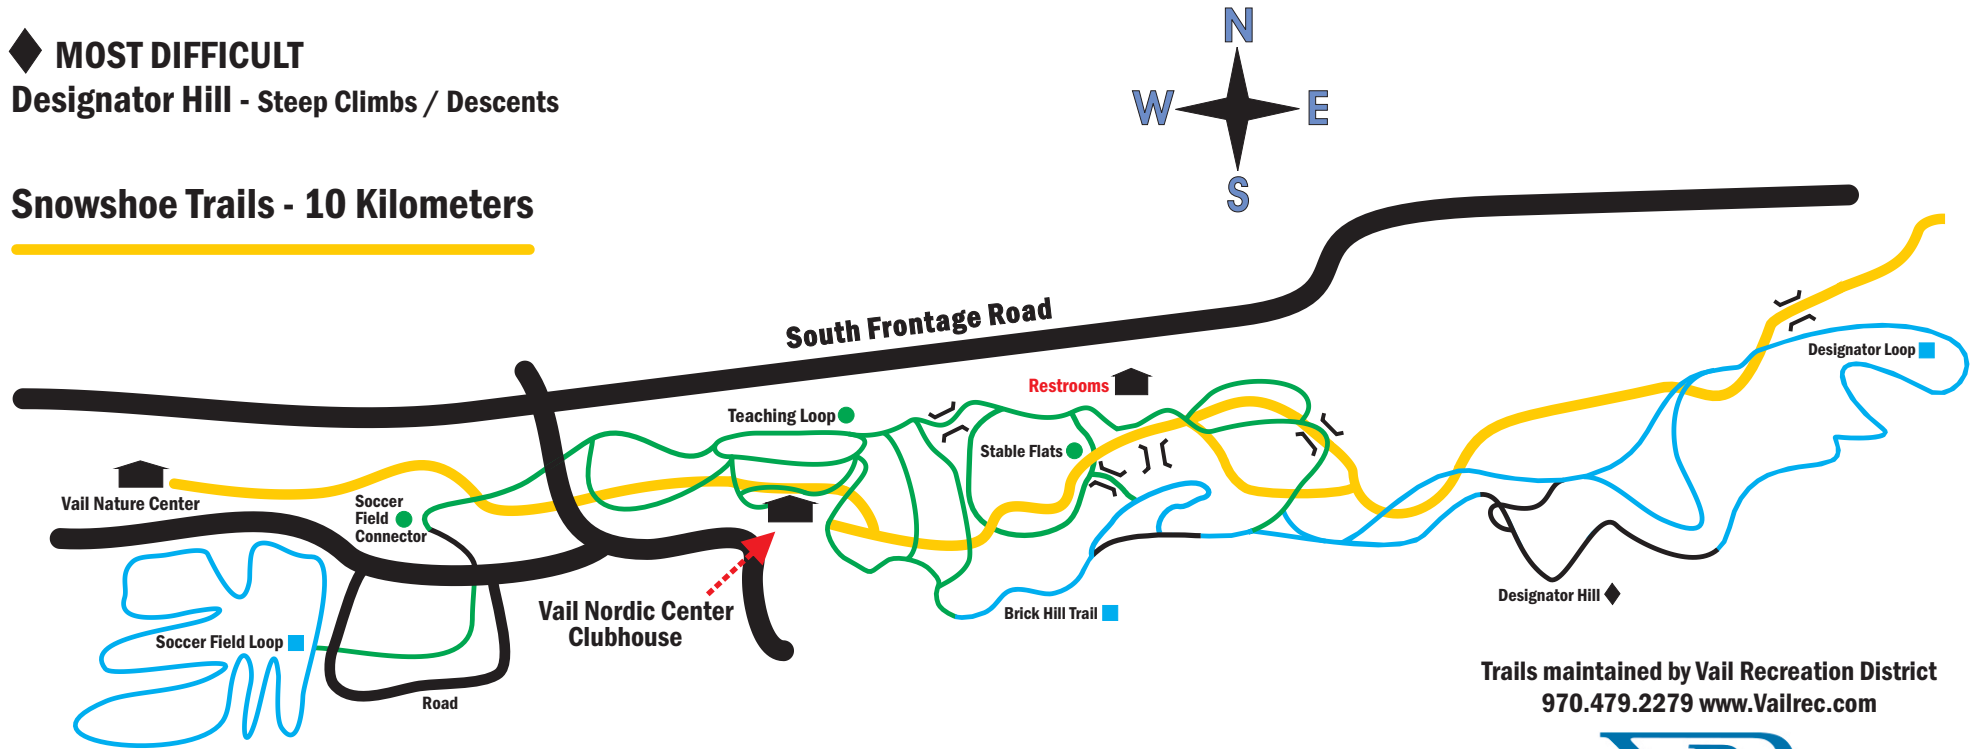 MOST DIFFICULT
Designator Hill - Steep Climbs / Descents
Snowshoe Trails - 10 Kilometers
N
W
E
S
South Frontage Road
Restrooms
Designator Loop
Teaching Loop
Stable Flats
Vail Nature Center
Soccer
Field
Connector
Vail Nordic Center
Clubhouse
Brick Hill Trail
Designator Hill
Soccer Field Loop
Road
Trails maintained by Vail Recreation District
970.479.2279 www.Vailrec.com